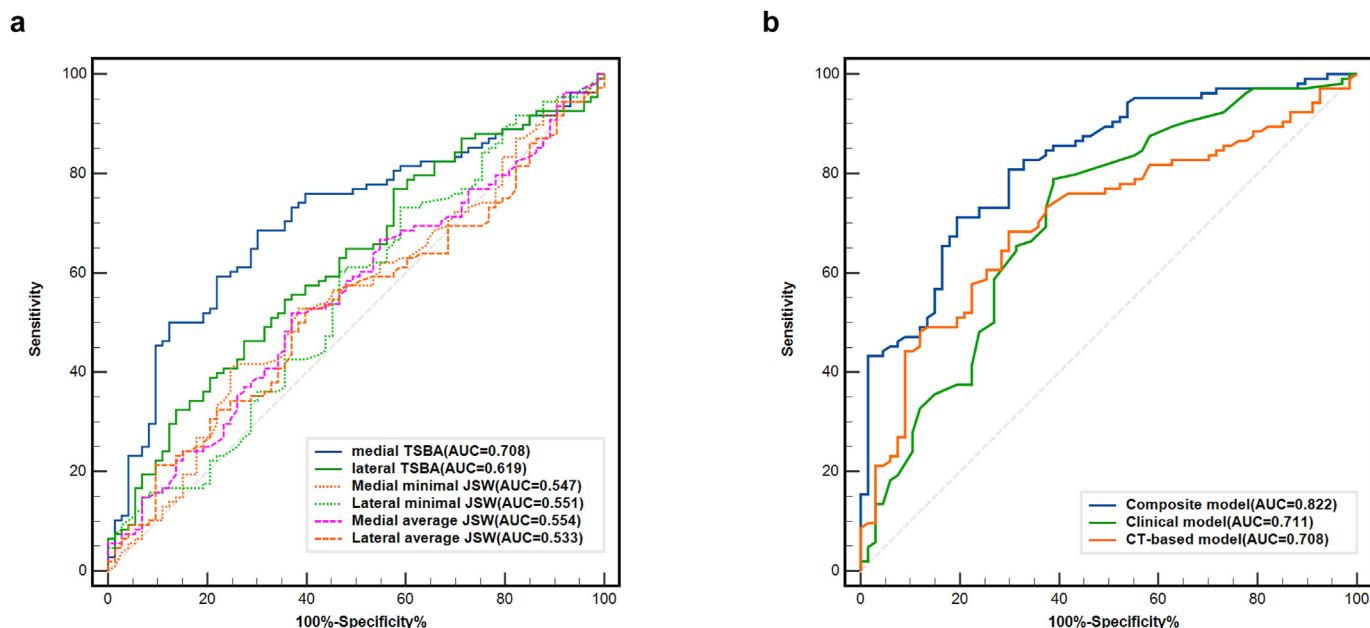 a
b
100
80
60
40
20
0
Sensitivity
medial TSBA(AUC=0.708)
lateral TSBA(AUC=0.619)
Medial minimal JSW(AUC=0.547)
Lateral minimal JSW(AUC=0.551)
Medial average JSW(AUC=0.554)
Lateral average JSW(AUC=0.533)
0 20 40 60 80 100
100%-Specificity%
100
80
60
40
20
0
Sensitivity
Composite model(AUC=0.822)
Clinical model(AUC=0.711)
CT-based model(AUC=0.708)
0 20 40 60 80 100
100%-Specificity%